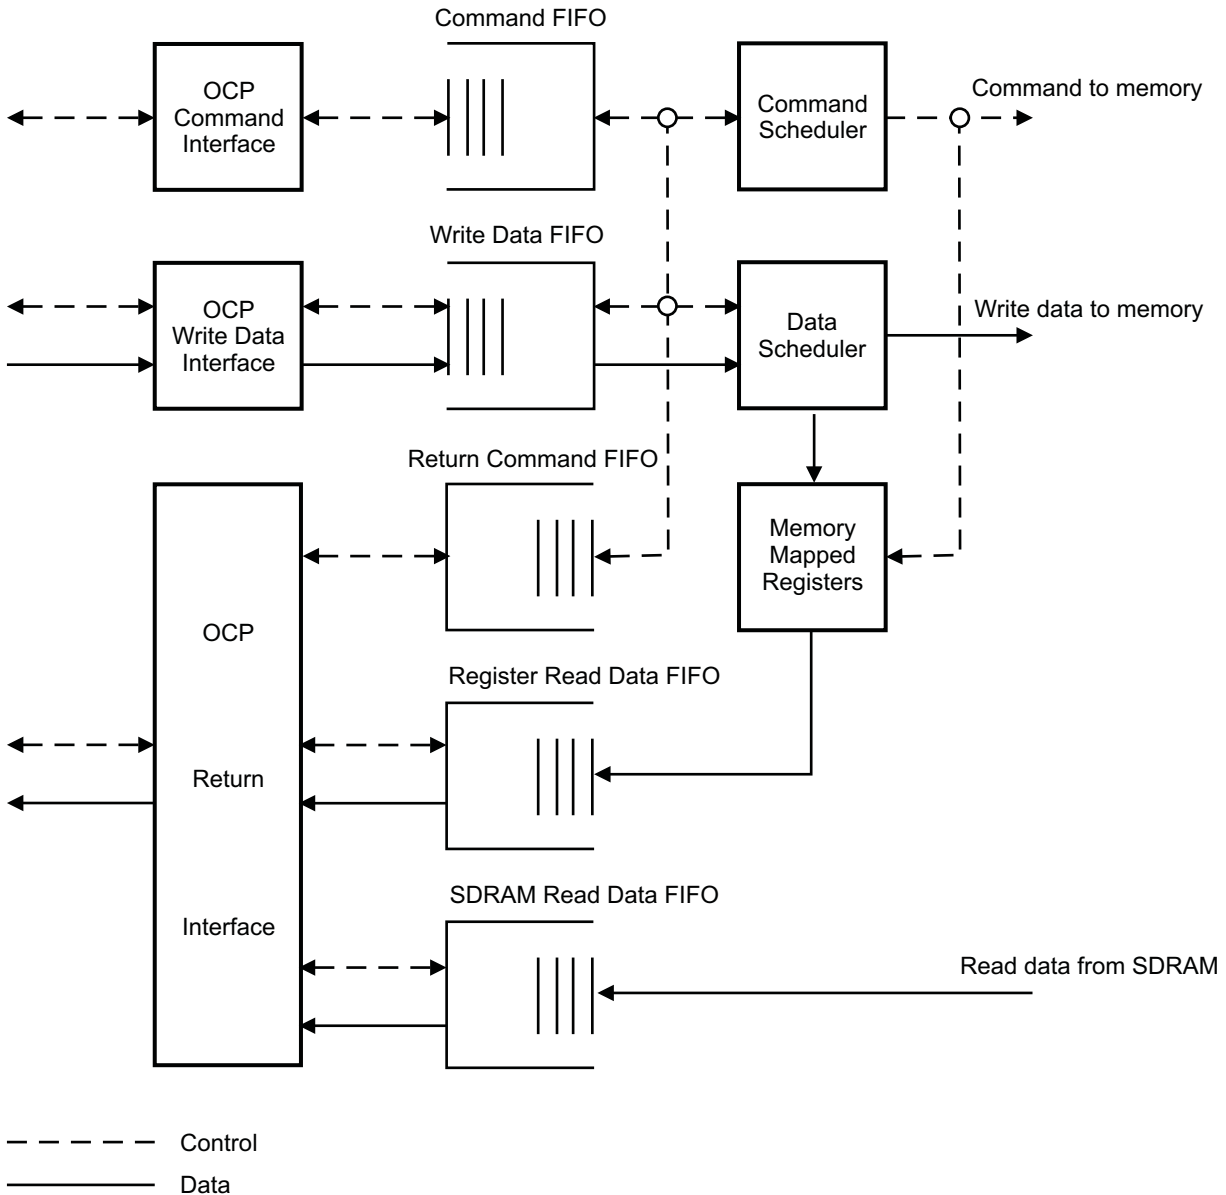 Command FIFO
OCP
Command
Interface
Command
Scheduler
Command to memory
Write Data FIFO
OCP
Write Data
Interface
Data
Scheduler
Write data to memory
Return Command FIFO
Memory
Mapped
Registers
OCP
Return
Interface
Register Read Data FIFO
SDRAM Read Data FIFO
Read data from SDRAM
Control
Data